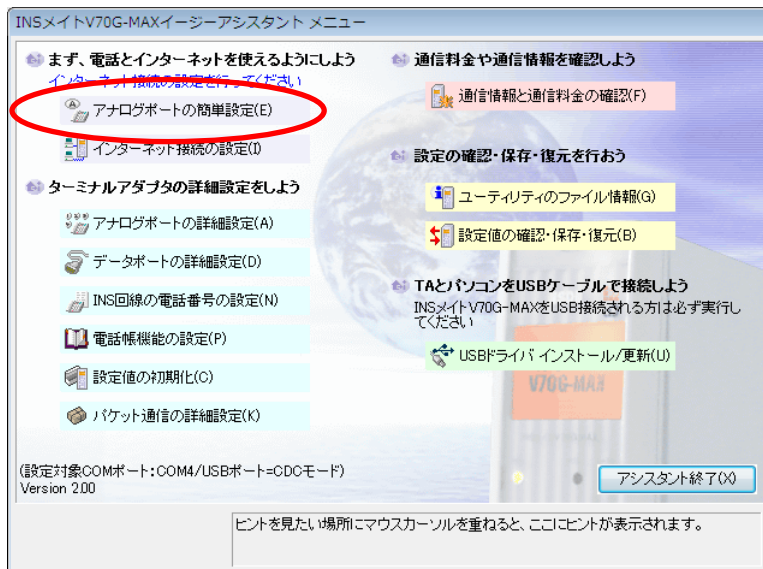 INSメイトV70G-MAXイージーアシスタント メニュー
まず、電話とインターネットを使えるようにしよう
インターネット接続の設定を行ってください
アナログポートの簡単設定(E)
インターネット接続の設定(I)
ターミナルアダプタの詳細設定をしよう
アナログポートの詳細設定(A)
データポートの詳細設定(D)
INS回線の電話番号の設定(N)
電話帳機能の設定(P)
設定値の初期化(C)
パケット通信の詳細設定(K)
(設定対象COMポート:COM4/USBポート=CDCモード)
Version 2.00
通信料金や通信情報を確認しよう
通信情報と通信料金の確認(F)
設定の確認・保存・復元を行おう
ユーティリティのファイル情報(G)
設定値の確認・保存・復元(B)
TAとパソコンをUSBケーブルで接続しよう
INSメイトV70G-MAXをUSB接続される方は必ず実行し
てください
USBドライバ インストール/更新(U)
V70G-MAX
アシスタント終了(X)
ヒントを見たい場所にマウスカーソルを重ねると、ここにヒントが表示されます。